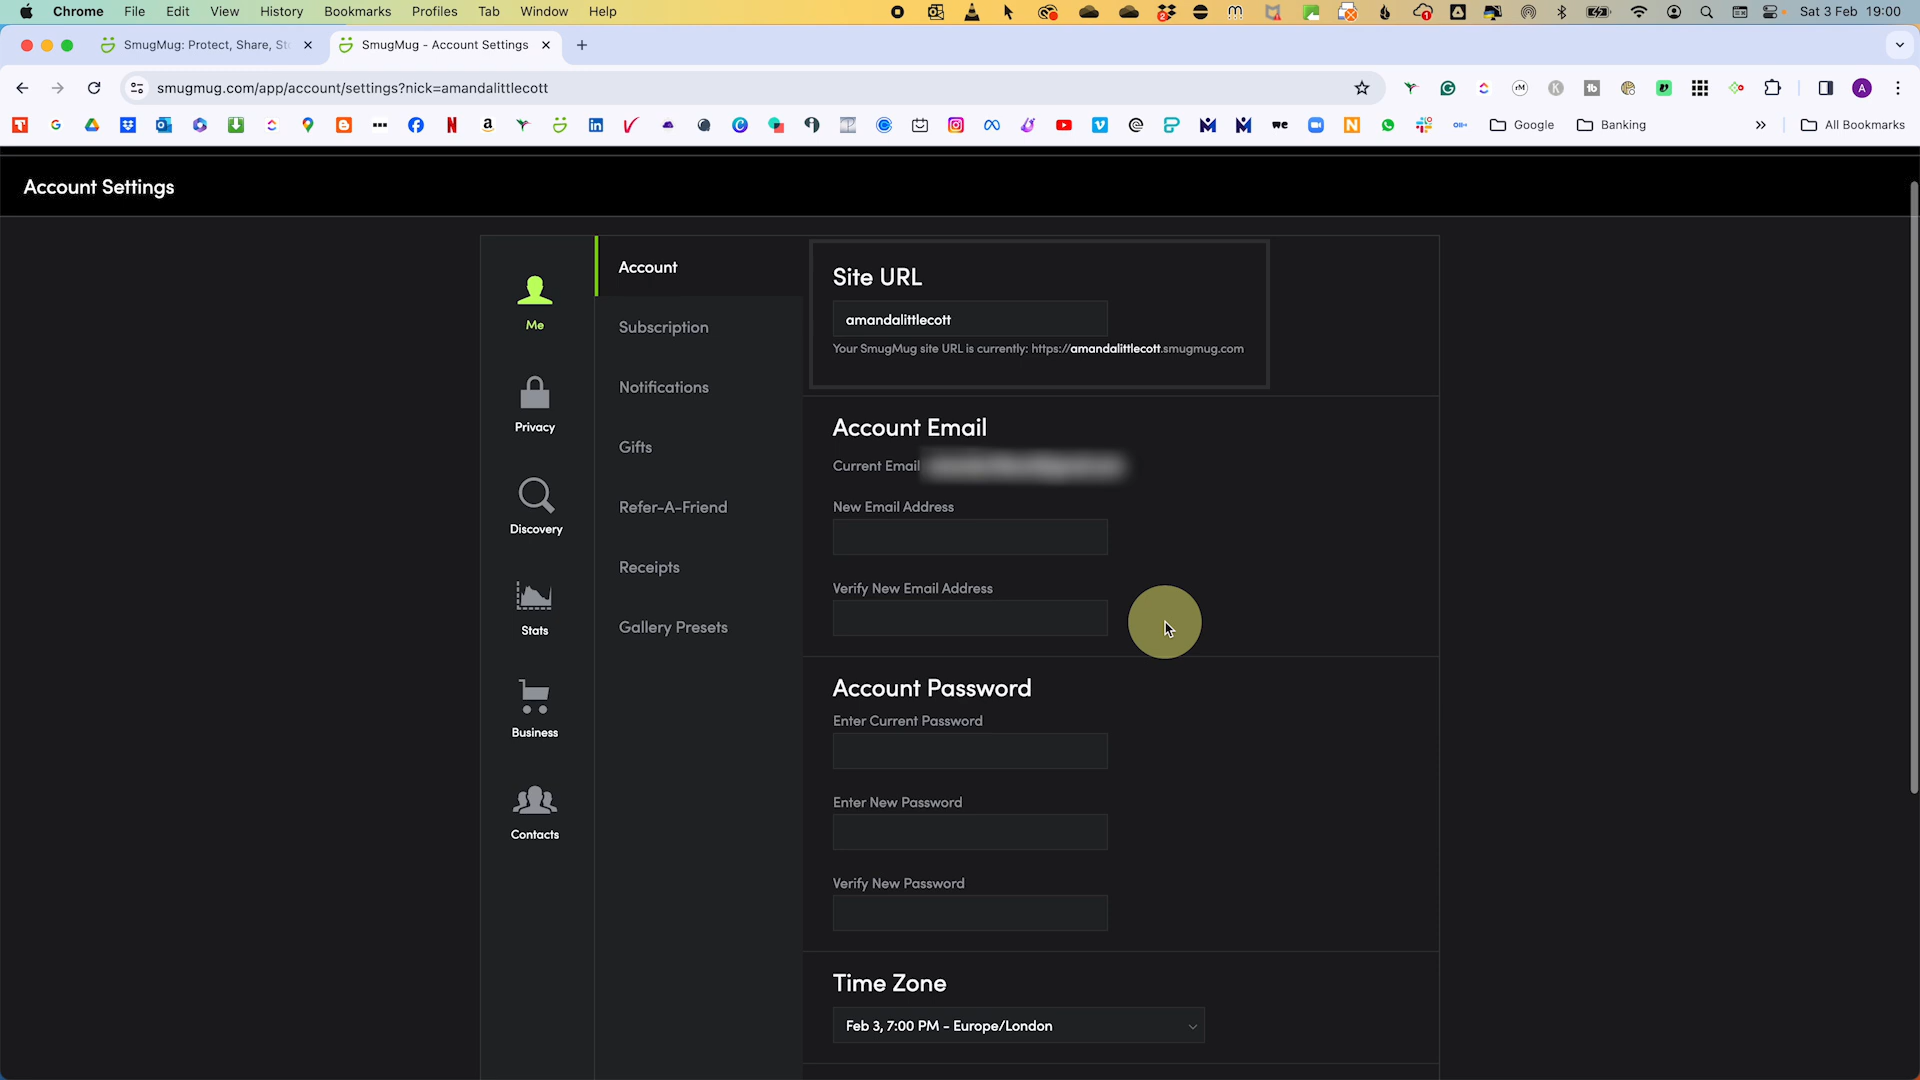 Chrome File Edit View History Bookmarks Profiles Tab Window Help Sat 3 Feb 19:00
SmugMug: Protect, Share, Sto SmugMug - Account Settings
smugmug.com/app/account/settings?nick=amandalittlecott
Google Banking All Bookmarks
Account Settings
Me
Privacy
Discovery
Stats
Business
Contacts
Account
Subscription
Notifications
Gifts
Refer-A-Friend
Receipts
Gallery Presets
Site URL
amandalittlecott
Your SmugMug site URL is currently: https://amandalittlecott.smugmug.com
Account Email
Current Email
New Email Address
Verify New Email Address
Account Password
Enter Current Password
Enter New Password
Verify New Password
Time Zone
Feb 3, 7:00 PM - Europe/London